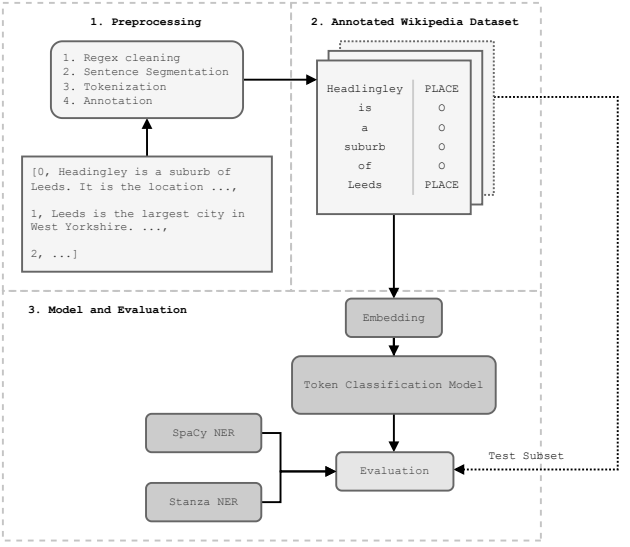 1. Preprocessing
1. Regex cleaning
2. Sentence Segmentation
3. Tokenization
4. Annotation
[0, Headingley is a suburb of
Leeds. It is the location ...,
1, Leeds is the largest city in
West Yorkshire. ...,
2, ...]
2. Annotated Wikipedia Dataset
Headlingley PLACE
is O
a O
suburb O
of O
Leeds PLACE
3. Model and Evaluation
Embedding
Token Classification Model
SpaCy NER
Stanza NER
Evaluation
Test Subset